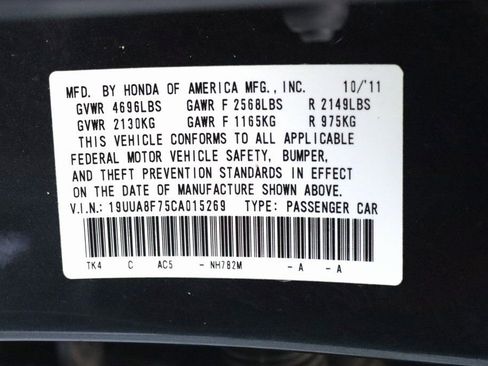 MFD. BY HONDA OF AMERICA MFG., INC. 10/'11
GVWR 4696LBS GAWR F 2568LBS R 2149LBS
GVWR 2130KG GAWR F 1165KG R 975KG
THIS VEHICLE CONFORMS TO ALL APPLICABLE
FEDERAL MOTOR VEHICLE SAFETY, BUMPER,
AND THEFT PREVENTION STANDARDS IN EFFECT
ON THE DATE OF MANUFACTURE SHOWN ABOVE.
V.I.N.: 19UUA8F75CA015269 TYPE: PASSENGER CAR
TK4 C AC5 - NH782M - A - A